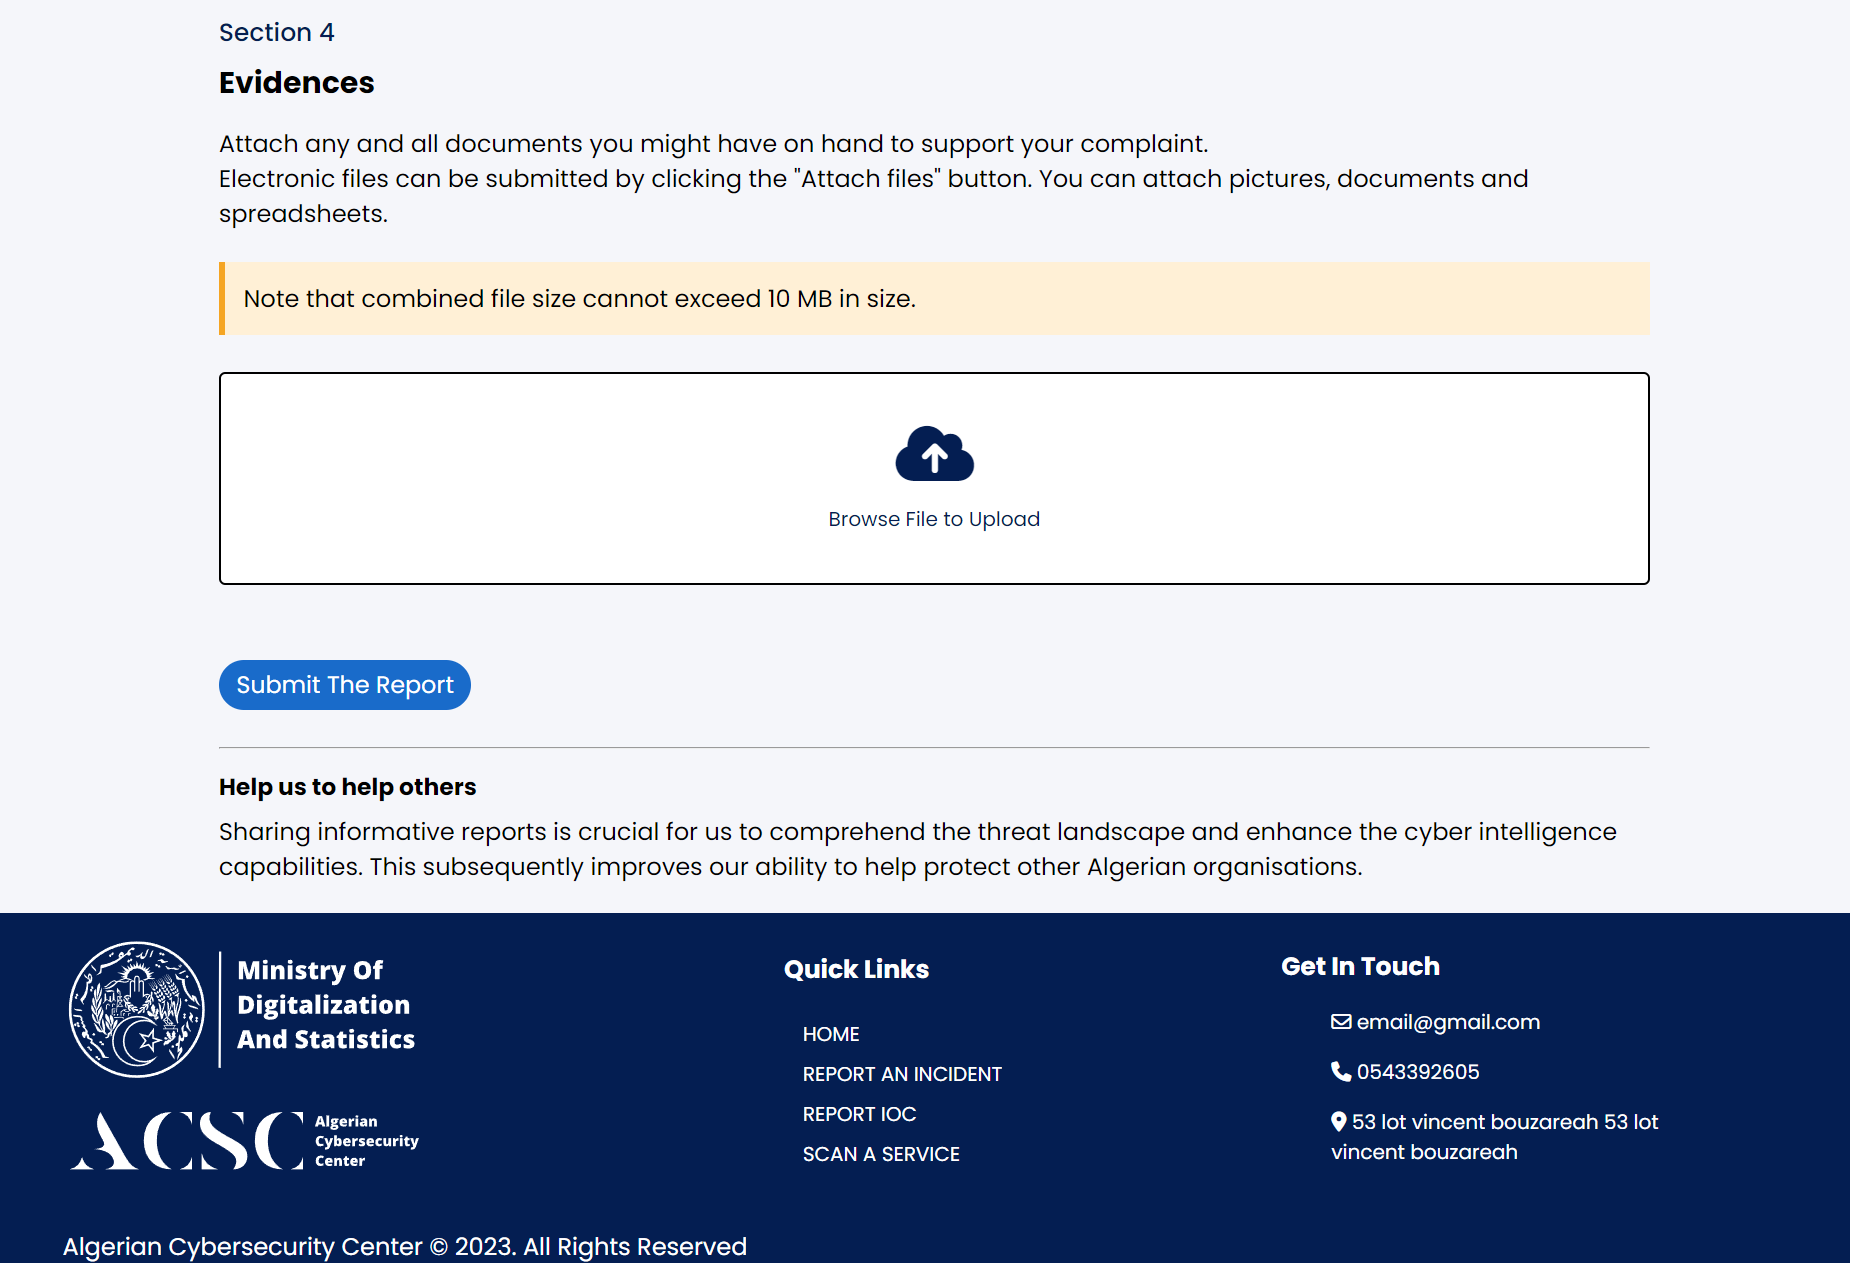 Section 4
Evidences
Attach any and all documents you might have on hand to support your complaint.
Electronic files can be submitted by clicking the "Attach files" button. You can attach pictures, documents and
spreadsheets.
Note that combined file size cannot exceed 10 MB in size.
Browse File to Upload
Submit The Report
Help us to help others
Sharing informative reports is crucial for us to comprehend the threat landscape and enhance the cyber intelligence
capabilities. This subsequently improves our ability to help protect other Algerian organisations.
Ministry Of
Digitalization
And Statistics
ACSC
Algerian
Cybersecurity
Center
Quick Links
HOME
REPORT AN INCIDENT
REPORT IOC
SCAN A SERVICE
Get In Touch
email@gmail.com
0543392605
53 lot vincent bouzareah 53 lot
vincent bouzareah
Algerian Cybersecurity Center © 2023. All Rights Reserved